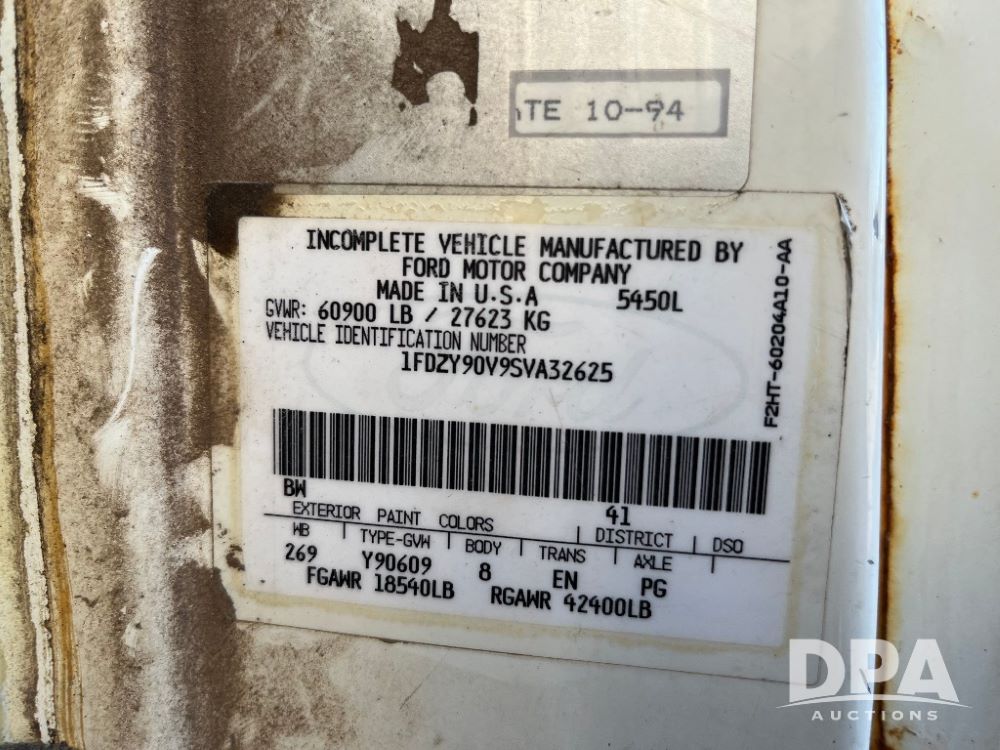 TE 10-94
INCOMPLETE VEHICLE MANUFACTURED BY
FORD MOTOR COMPANY
MADE IN U.S.A 5450L
GVWR: 60900 LB / 27623 KG
VEHICLE IDENTIFICATION NUMBER
1FDZY90V9SVA32625
F2HT-60204A10-AA
BW 41
EXTERIOR PAINT COLORS DISTRICT DSO
WB TYPE-GVW BODY TRANS AXLE
269 Y90609 8 EN PG
FGAWR 18540LB RGAWR 42400LB
DPA
AUCTIONS